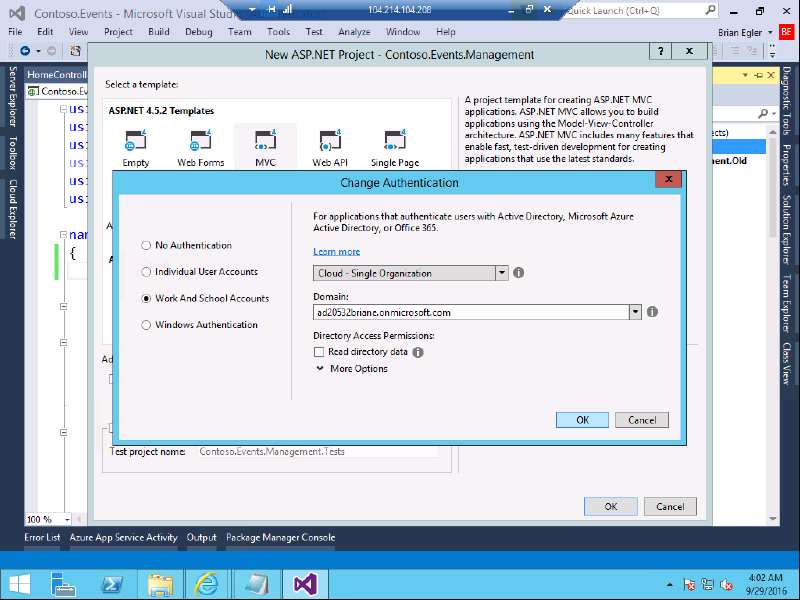 Contoso.Events - Microsoft Visual Stud
104.214.104.208
Quick Launch (Ctrl+Q)
File Edit View Project Build Debug Team Tools Test Analyze Window Help
Brian Egler
BE
New ASP.NET Project - Contoso.Events.Management
? x
HomeControll
Contoso.Ev
Server Explorer
Toolbox
Cloud Explorer
usi
usi
usi
usi
usi
usi
nam
{
Select a template:
ASP.NET 4.5.2 Templates
Empty
Web Forms
MVC
Web API
Single Page
A project template for creating ASP.NET MVC
applications. ASP.NET MVC allows you to build
applications using the Model-View-Controller
architecture. ASP.NET MVC includes many features that
enable fast, test-driven development for creating
applications that use the latest standards.
ects)
ment.Old
Diagnostic Tools
Properties
Solution Explorer
Team Explorer
Class View
Change Authentication
x
No Authentication
Individual User Accounts
Work And School Accounts
Windows Authentication
For applications that authenticate users with Active Directory, Microsoft Azure
Active Directory, or Office 365.
Learn more
Cloud - Single Organization
Domain:
ad20532briane.onmicrosoft.com
Directory Access Permissions:
Read directory data
More Options
OK
Cancel
A
A
Ad
Test project name: Contoso.Events.Management.Tests
OK
Cancel
100 %
Error List Azure App Service Activity Output Package Manager Console
4:02 AM
9/29/2016